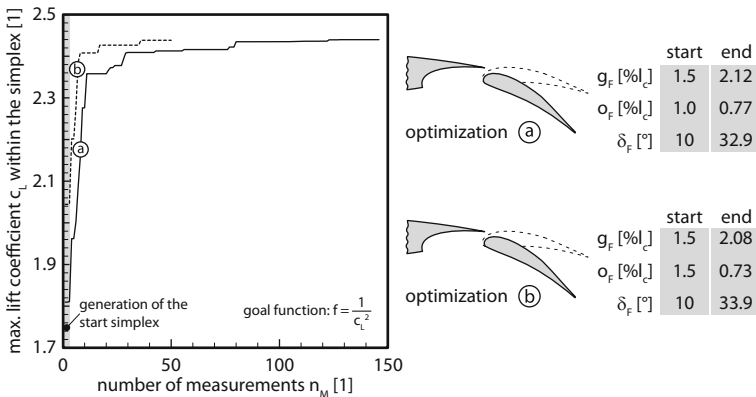 max. lift coefficient c_L within the simplex [1]
2.5
2.3
2.1
1.9
1.7
b
a
generation of the
start simplex
goal function: f = 1/c_L²
0 50 100 150
number of measurements n_M [1]
optimization a
start end
g_F [%l_c] 1.5 2.12
o_F [%l_c] 1.0 0.77
δ_F [°] 10 32.9
optimization b
start end
g_F [%l_c] 1.5 2.08
o_F [%l_c] 1.5 0.73
δ_F [°] 10 33.9